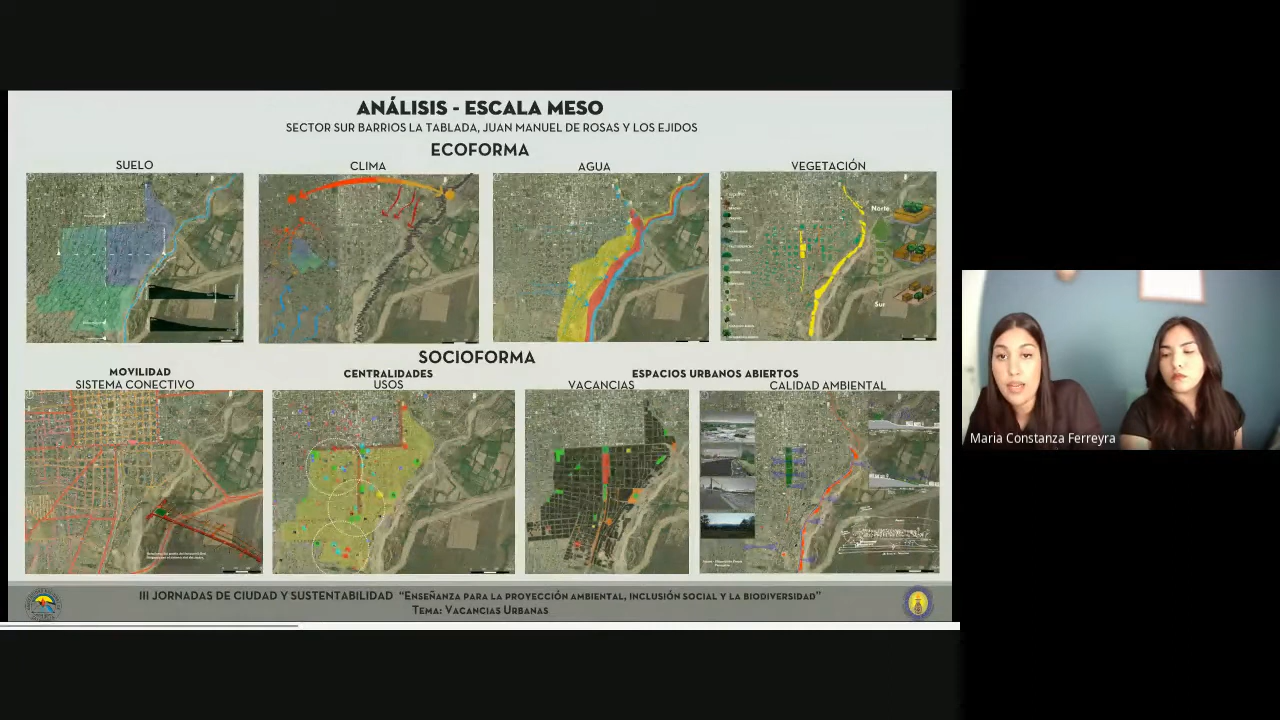 ANÁLISIS - ESCALA MESO
SECTOR SUR BARRIOS LA TABLADA, JUAN MANUEL DE ROSAS Y LOS EJIDOS
ECOFORMA
SUELO
CLIMA
AGUA
VEGETACIÓN
Norte
Sur
SOCIOFORMA
MOVILIDAD
SISTEMA CONECTIVO
CENTRALIDADES
USOS
ESPACIOS URBANOS ABIERTOS
VACANCIAS
CALIDAD AMBIENTAL
Maria Constanza Ferreyra
III JORNADAS DE CIUDAD Y SUSTENTABILIDAD "ENSEÑANZA PARA LA PROYECCIÓN AMBIENTAL, INCLUSIÓN SOCIAL Y LA BIODIVERSIDAD"
TEMA: VACANCIAS URBANAS